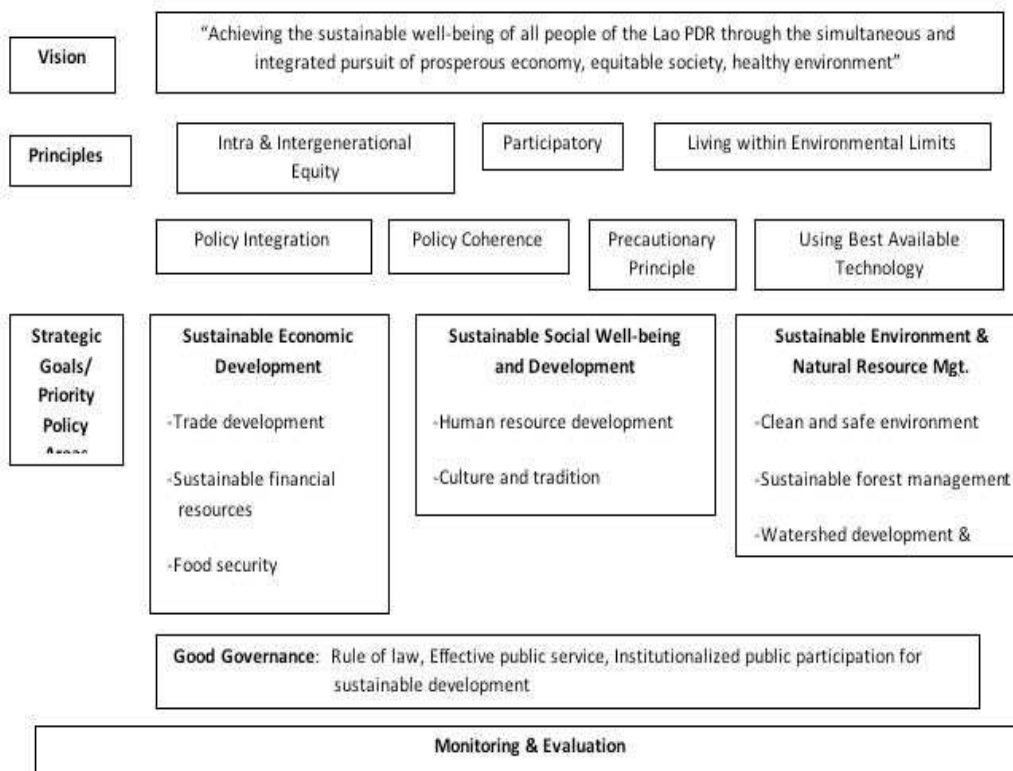 Vision
“Achieving the sustainable well-being of all people of the Lao PDR through the simultaneous and
integrated pursuit of prosperous economy, equitable society, healthy environment”
Principles
Intra & Intergenerational
Equity
Participatory
Living within Environmental Limits
Policy Integration
Policy Coherence
Precautionary
Principle
Using Best Available
Technology
Strategic
Goals/
Priority
Policy
Areas
Sustainable Economic
Development
-Trade development
-Sustainable financial
resources
-Food security
Sustainable Social Well-being
and Development
-Human resource development
-Culture and tradition
Sustainable Environment &
Natural Resource Mgt.
-Clean and safe environment
-Sustainable forest management
-Watershed development &
Good Governance: Rule of law, Effective public service, Institutionalized public participation for
sustainable development
Monitoring & Evaluation